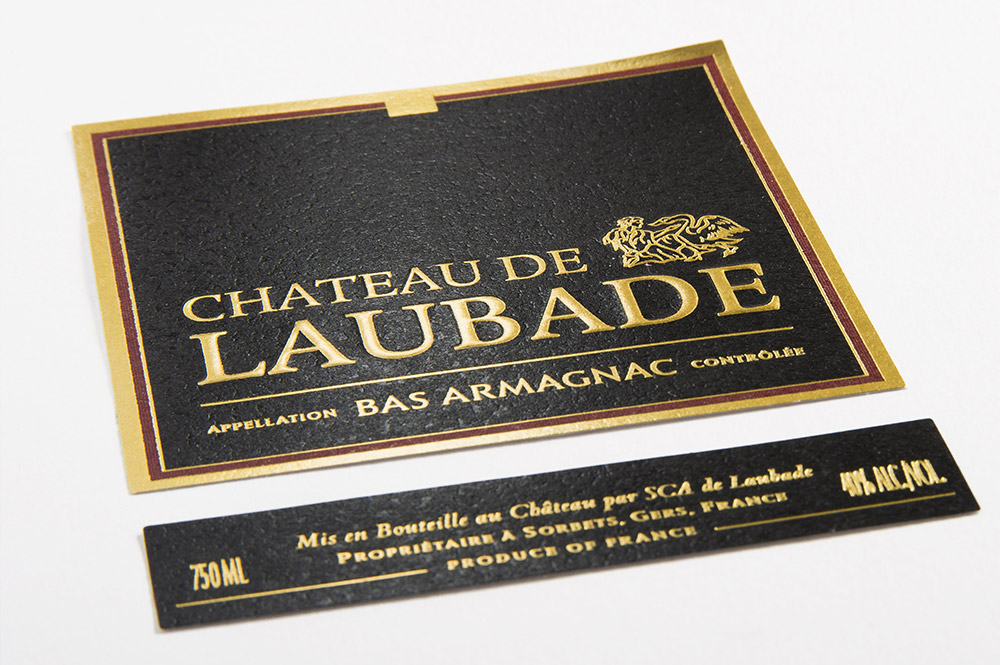 CHATEAU DE
LAUBADE
APPELLATION BAS ARMAGNAC CONTRÔLÉE
Mis en Bouteille au Château par SCA de Laubade
PROPRIÉTAIRE À SORBETS, GERS, FRANCE
PRODUCE OF FRANCE
750 ML
40% ALC/VOL.